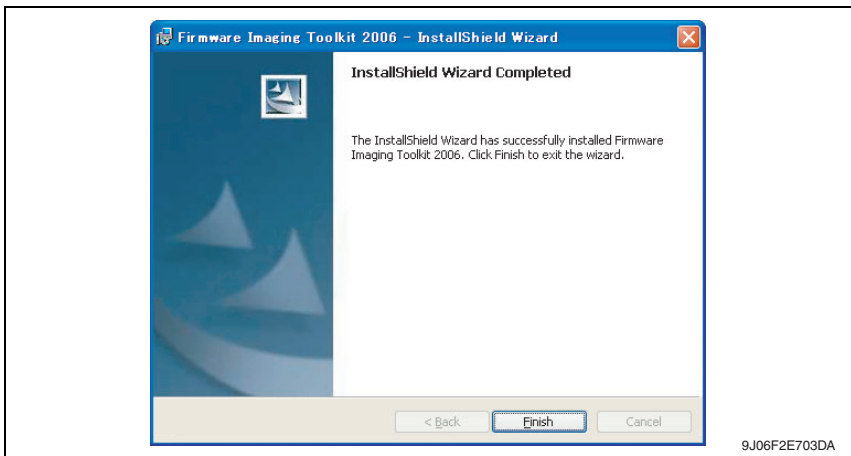 Firmware Imaging Toolkit 2006 - InstallShield Wizard
InstallShield Wizard Completed
The InstallShield Wizard has successfully installed Firmware
Imaging Toolkit 2006. Click Finish to exit the wizard.
< Back Finish Cancel
9J06F2E703DA